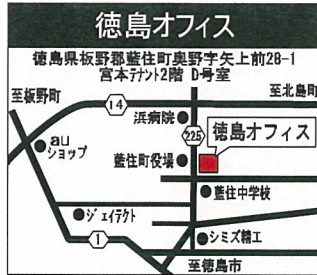 徳島オフィス
徳島県板野郡藍住町奥野字矢上前28-1
宮本テナント2階 D号室
至板野町
14
至北島町
浜病院
225
徳島オフィス
au
ショップ
藍住町役場
藍住中学校
ジェイテクト
1
シミズ精工
至徳島市